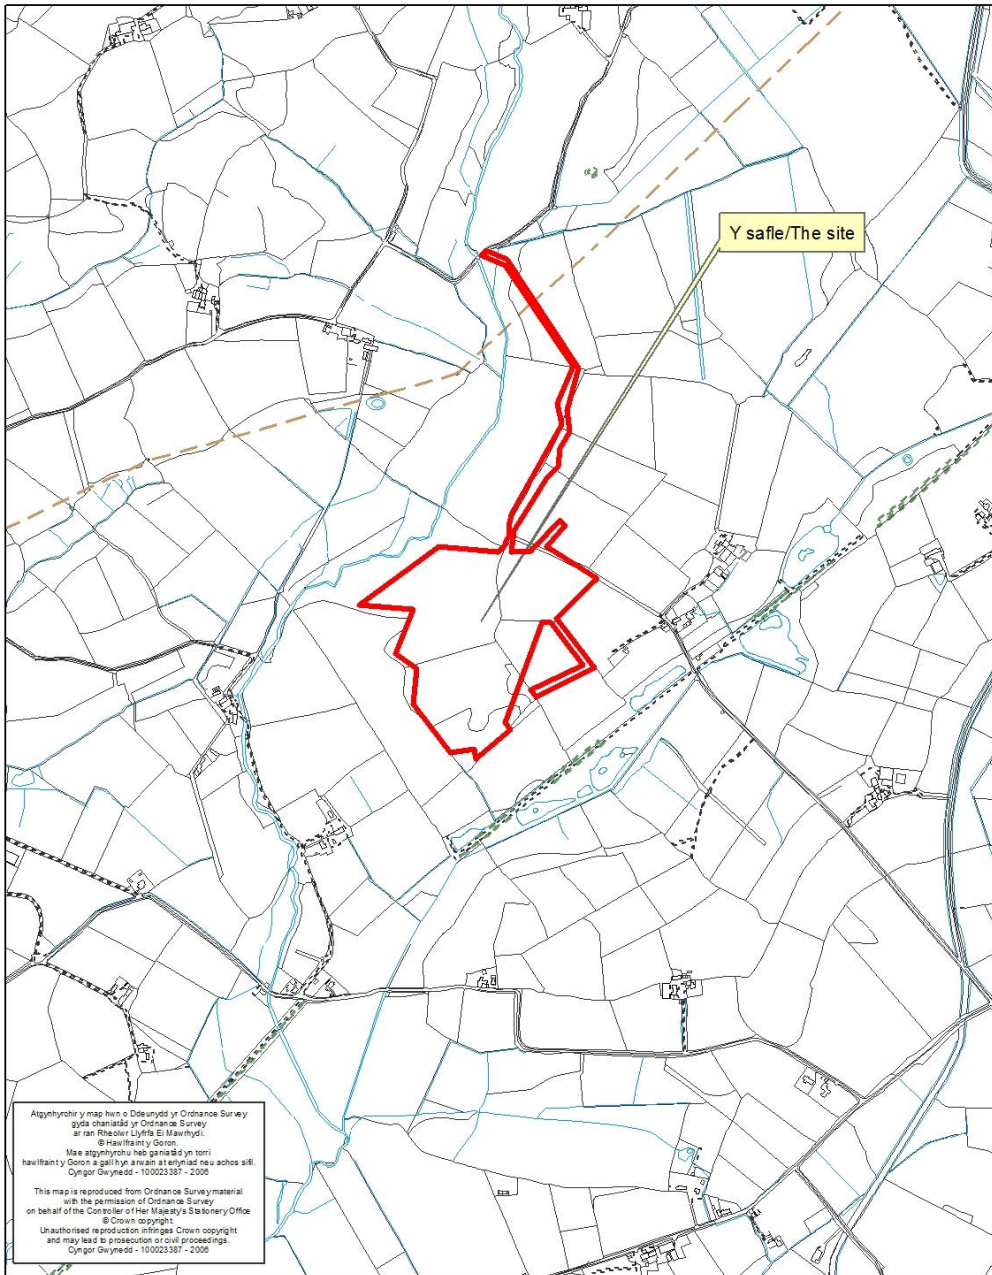 Y safle/The site
Atgynhyrchir y map hwn o Ddeunydd yr Ordnance Survey
gyda chaniatâd yr Ordnance Survey
ar ran Rheolwr Llyfrfa Ei Mawrhydi.
© Hawlfraint y Goron.
Mae atgynhyrchu heb ganiatâd yn torri
hawlfraint y Goron a gall hyn arwain at erlyniad neu achos sifil.
Cyngor Gwynedd - 100023387 - 2006
This map is reproduced from Ordnance Survey material
with the permission of Ordnance Survey
on behalf of the Controller of Her Majesty's Stationery Office
© Crown copyright.
Unauthorised reproduction infringes Crown copyright
and may lead to prosecution or civil proceedings.
Cyngor Gwynedd - 100023387 - 2006